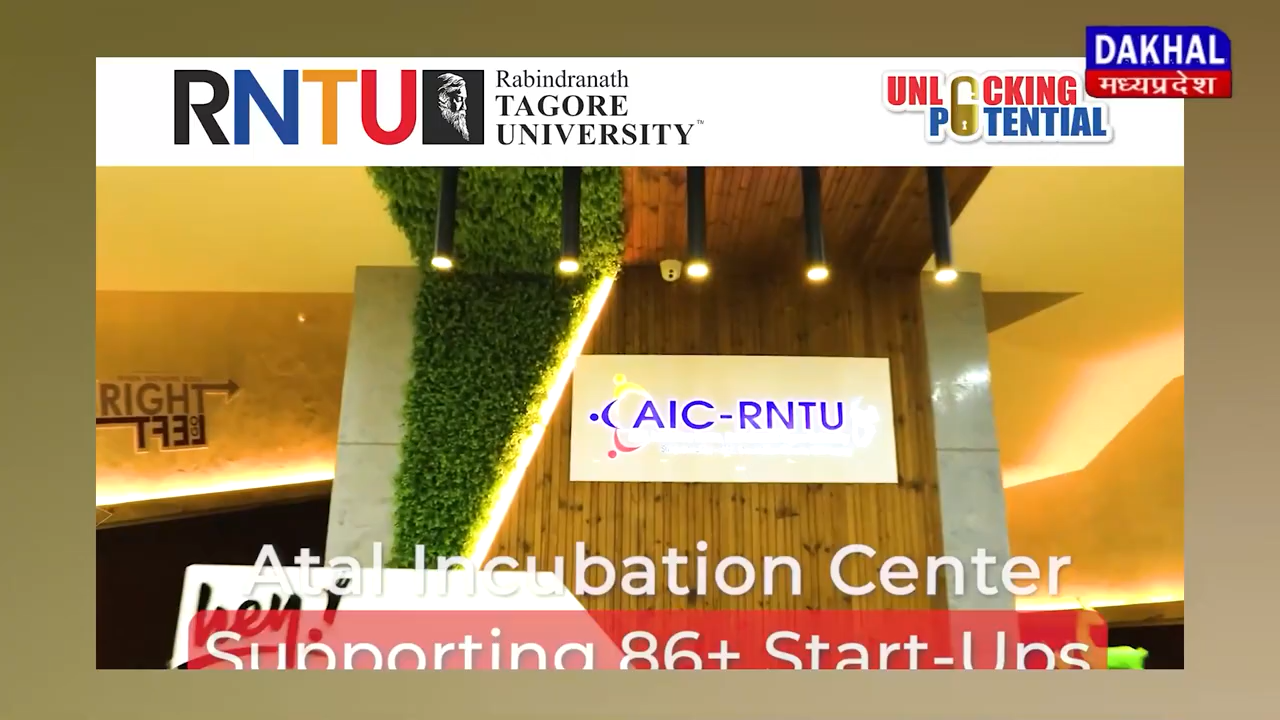 RNTU
Rabindranath
TAGORE
UNIVERSITY™
UNLOCKING
POTENTIAL
DAKHAL
मध्यप्रदेश
RIGHT
LEFT
AIC-RNTU
hey!
Atal Incubation Center
Supporting 86+ Start-Ups